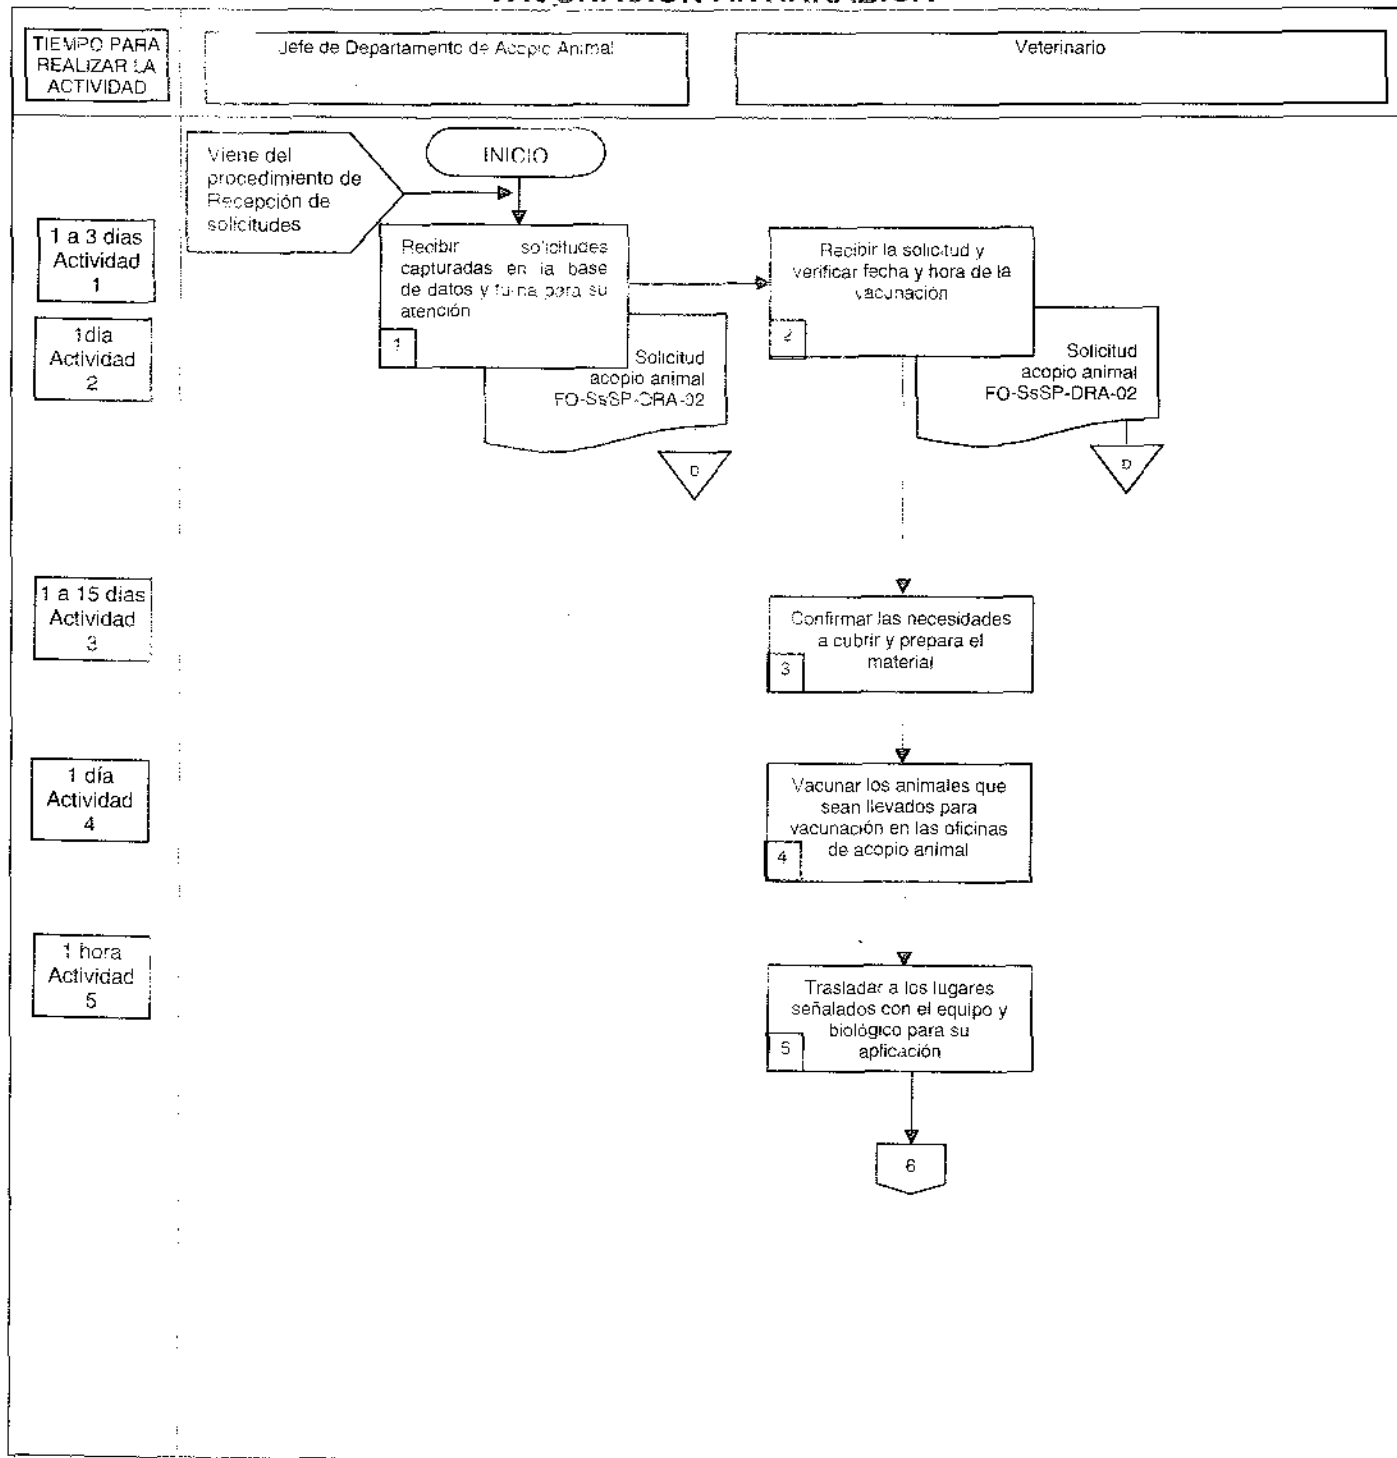 TIEMPO PARA
REALIZAR LA
ACTIVIDAD
Jefe de Departamento de Acopio Animal
Veterinario
Viene del
procedimiento de
Recepción de
solicitudes
INICIO
1 a 3 dias
Actividad
1
Recibir solicitudes
capturadas en la base
de datos y turna para su
atención
1
Recibir la solicitud y
verificar fecha y hora de la
vacunación
2
1dia
Actividad
2
Solicitud
acopio animal
FO-SsSP-DRA-02
D
Solicitud
acopio animal
FO-SsSP-DRA-02
D
1 a 15 dias
Actividad
3
Confirmar las necesidades
a cubrir y prepara el
material
3
1 día
Actividad
4
Vacunar los animales que
sean llevados para
vacunación en las oficinas
de acopio animal
4
1 hora
Actividad
5
Trasladar a los lugares
señalados con el equipo y
biológico para su
aplicación
5
6